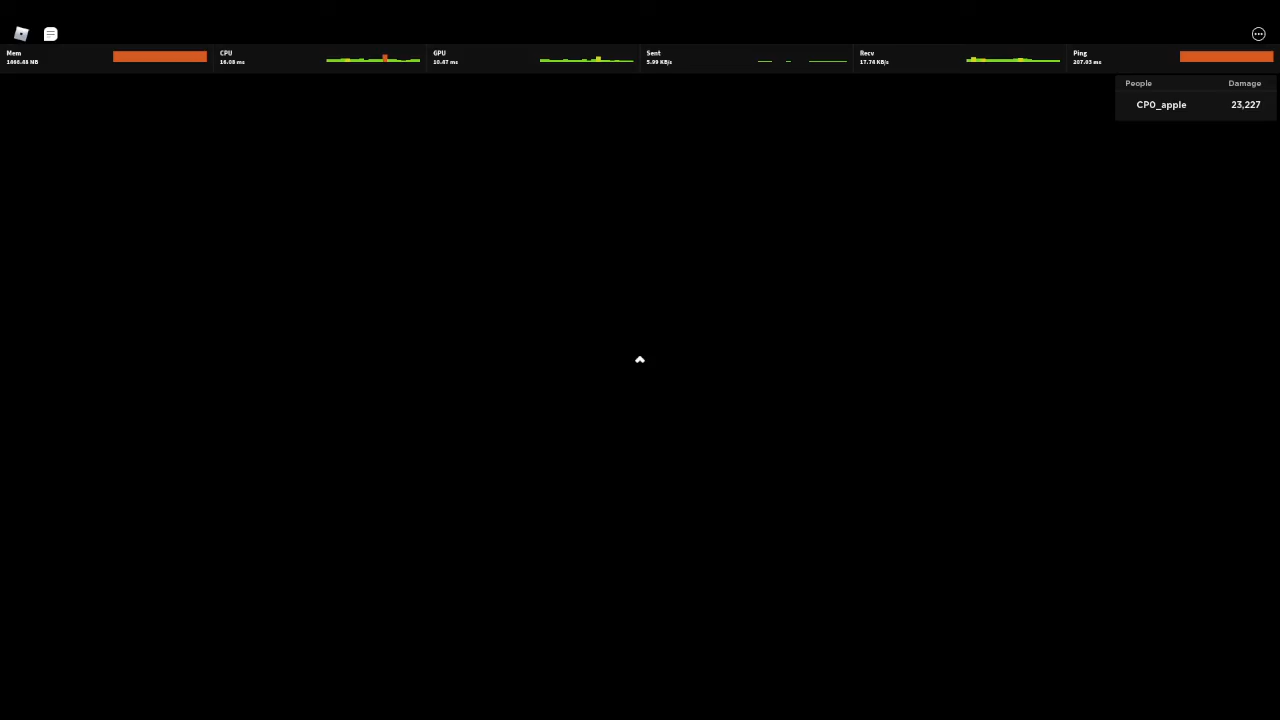 Mem CPU GPU Sent Recv Ping
16.08 ms 10.47 ms 5.99 KB/s 17.74 KB/s 207.03 ms
People Damage
CP0_apple 23,227